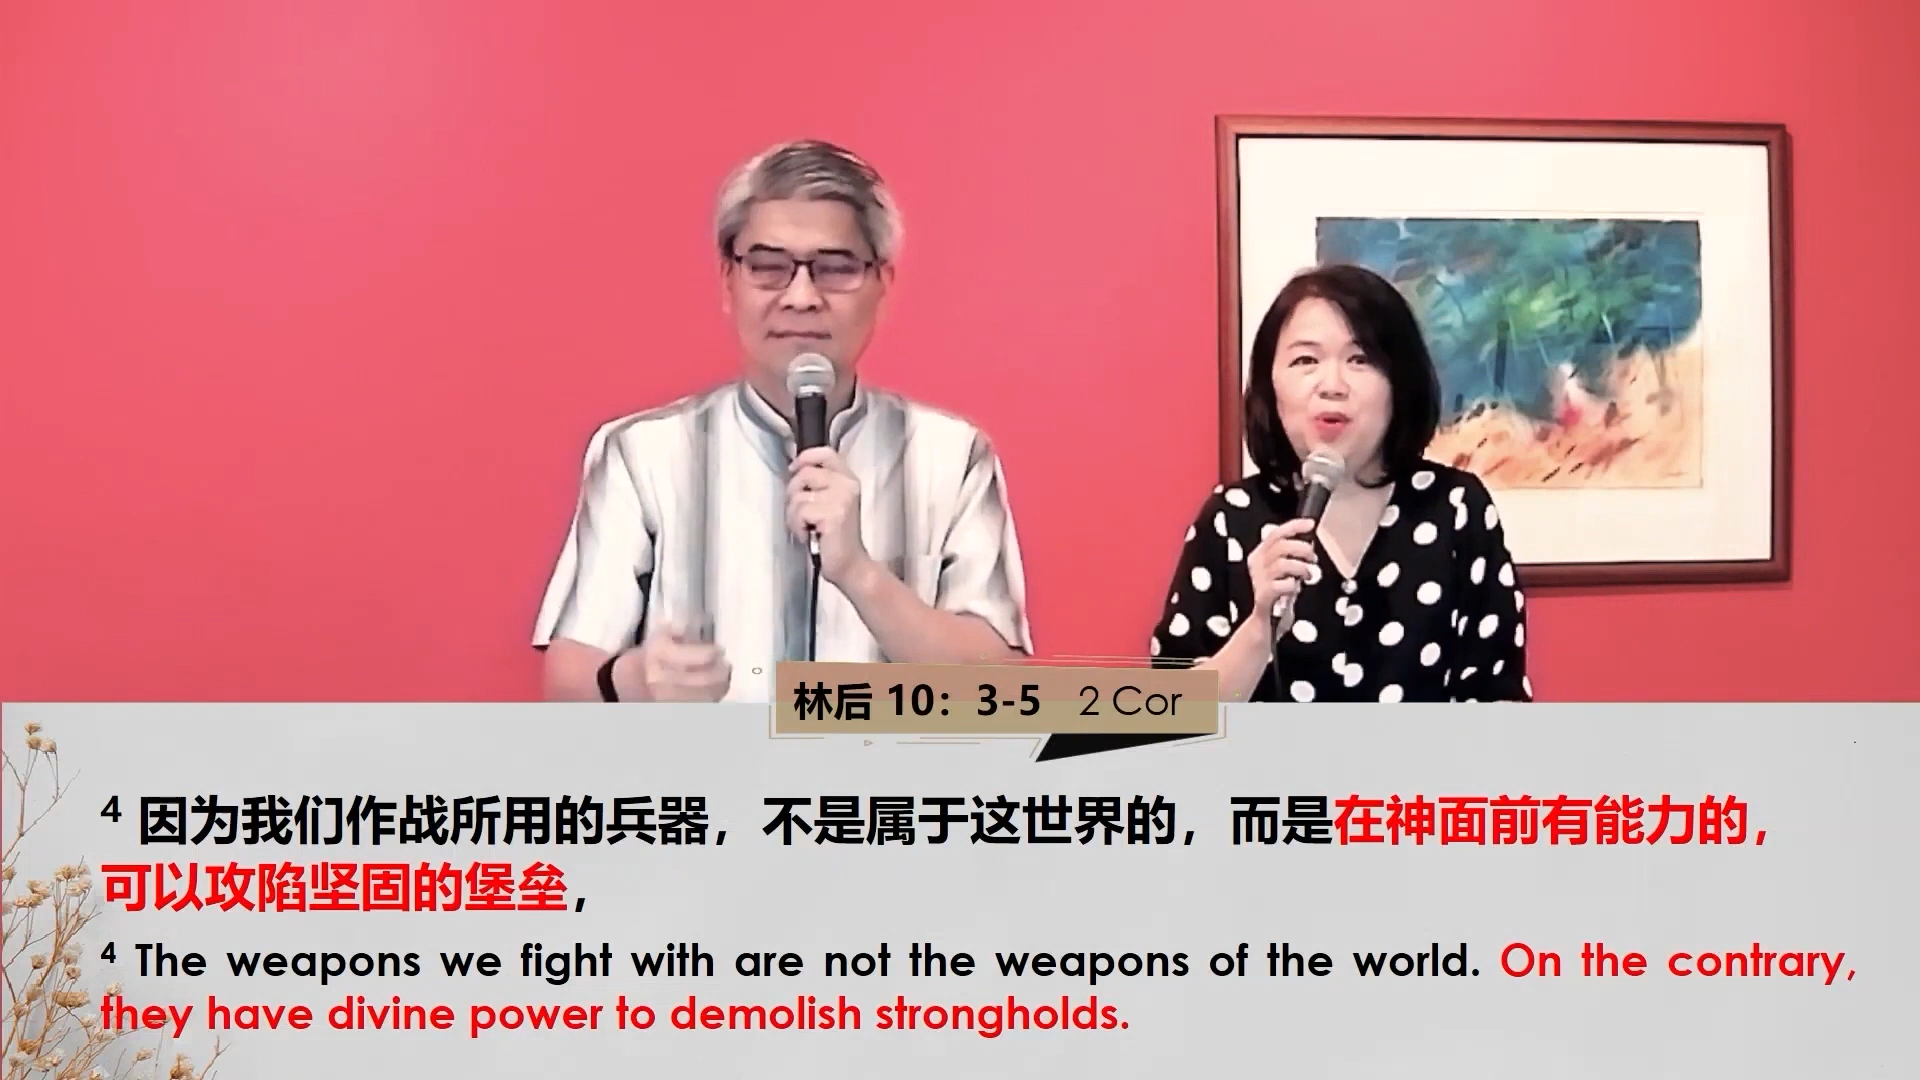 林后 10：3-5 2 Cor
4 因为我们作战所用的兵器，不是属于这世界的，而是在神面前有能力的，
可以攻陷坚固的堡垒，
4 The weapons we fight with are not the weapons of the world. On the contrary,
they have divine power to demolish strongholds.